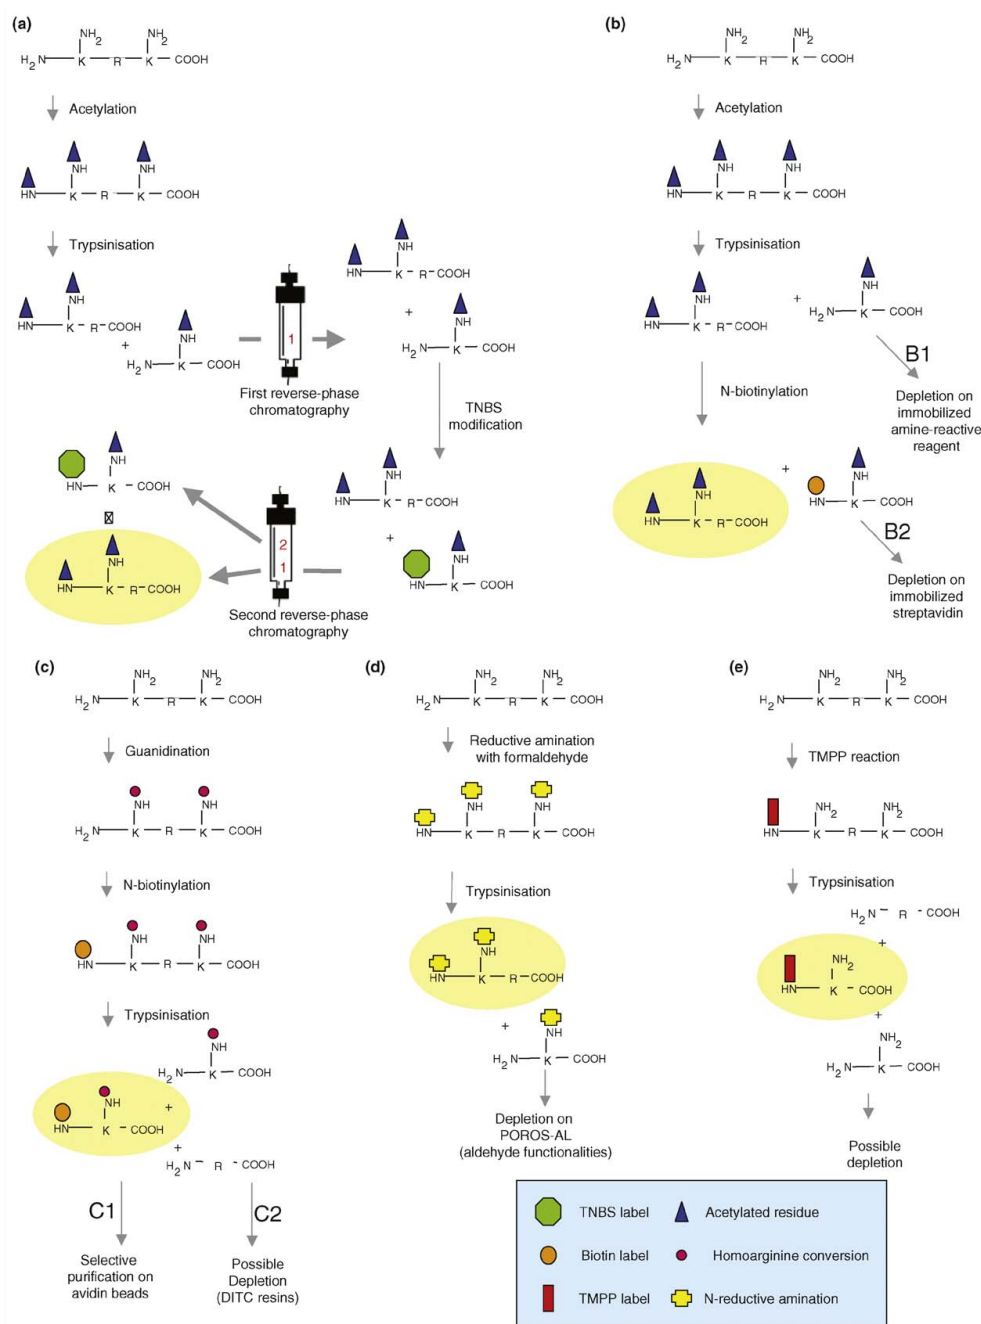 (a)
NH2 NH2
H2N K R K COOH
Acetylation
NH NH
HN K R K COOH
Trypsinisation
NH
HN K R COOH
+
NH
H2N K COOH
1
First reverse-phase
chromatography
NH
HN K R COOH
+
NH
H2N K COOH
TNBS
modification
NH
HN K R COOH
+
NH
HN K COOH
2
1
Second reverse-phase
chromatography
NH
HN K COOH
NH
HN K R COOH
(b)
NH2 NH2
H2N K R K COOH
Acetylation
NH NH
HN K R K COOH
Trypsinisation
NH
HN K R COOH
+
NH
H2N K COOH
B1
Depletion on
immobilized
amine-reactive
reagent
N-biotinylation
NH
HN K R COOH
+
NH
HN K COOH
B2
Depletion on
immobilized
streptavidin
(c)
NH2 NH2
H2N K R K COOH
Guanidination
NH NH
H2N K R K COOH
N-biotinylation
NH NH
HN K R K COOH
Trypsinisation
NH
H2N K COOH
+
NH
HN K COOH
+
H2N R COOH
C1
Selective
purification on
avidin beads
C2
Possible
Depletion
(DITC resins)
(d)
NH2 NH2
H2N K R K COOH
Reductive amination
with formaldehyde
NH NH
HN K R K COOH
Trypsinisation
NH
HN K R COOH
+
NH
H2N K COOH
Depletion on
POROS-AL
(aldehyde functionalities)
(e)
NH2 NH2
H2N K R K COOH
TMPP reaction
NH2 NH2
HN K R K COOH
Trypsinisation
H2N R COOH
+
NH2
HN K COOH
+
NH2
H2N K COOH
Possible
depletion
TNBS label
Acetylated residue
Biotin label
Homoarginine conversion
TMPP label
N-reductive amination